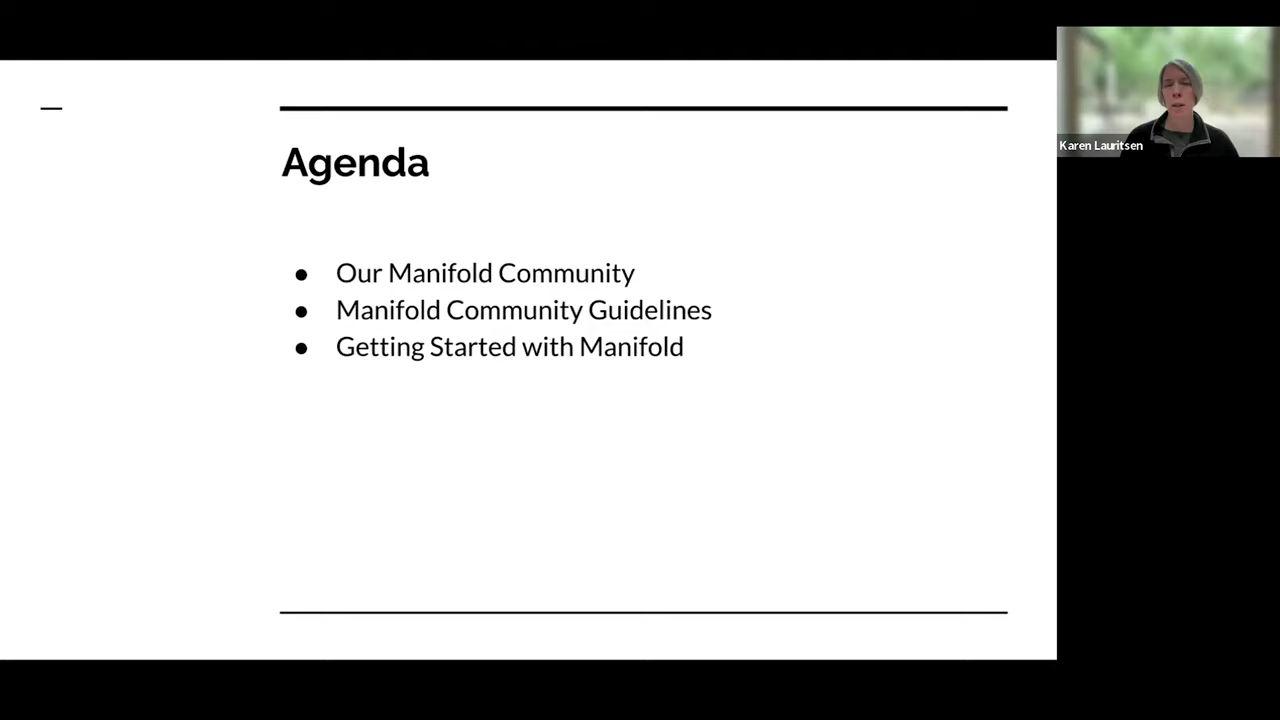 Agenda
● Our Manifold Community
● Manifold Community Guidelines
● Getting Started with Manifold
Karen Lauritsen